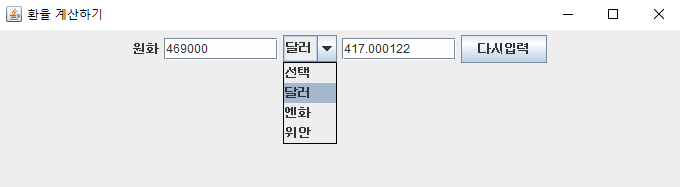 환율 계산하기
원화 469000 달러 417.000122 다시입력
선택
달러
엔화
위안